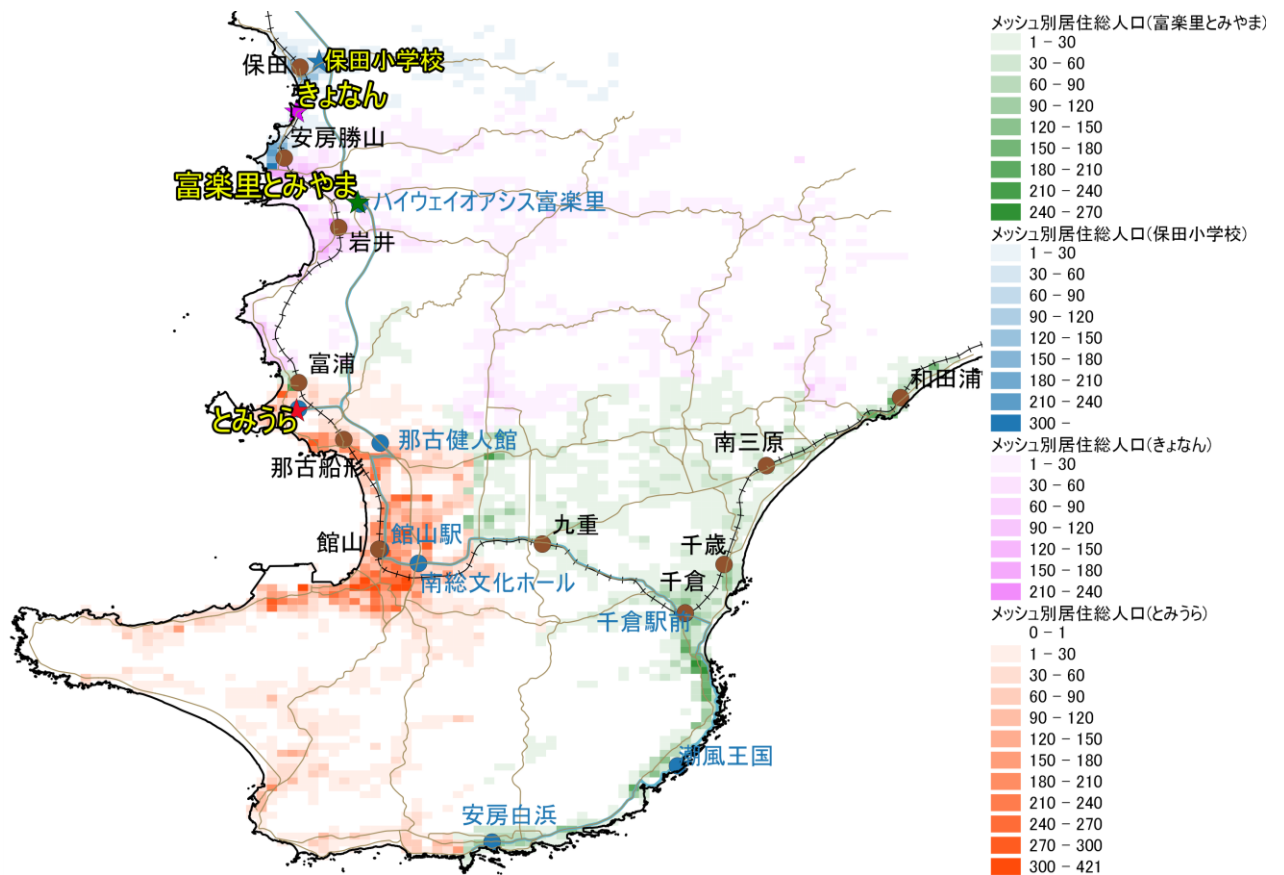 保田
保田小学校
きょなん
安房勝山
富楽里とみやま
ハイウェイオアシス富楽里
岩井
富浦
とみうら
那古健人館
那古船形
和田浦
南三原
館山駅
館山
九重
千歳
南総文化ホール
千倉
千倉駅前
潮風王国
安房白浜
メッシュ別居住総人口(富楽里とみやま)
1 - 30
30 - 60
60 - 90
90 - 120
120 - 150
150 - 180
180 - 210
210 - 240
240 - 270
メッシュ別居住総人口(保田小学校)
1 - 30
30 - 60
60 - 90
90 - 120
120 - 150
150 - 180
180 - 210
210 - 240
300 -
メッシュ別居住総人口(きょなん)
1 - 30
30 - 60
60 - 90
90 - 120
120 - 150
150 - 180
210 - 240
メッシュ別居住総人口(とみうら)
0 - 1
1 - 30
30 - 60
60 - 90
90 - 120
120 - 150
150 - 180
180 - 210
210 - 240
240 - 270
270 - 300
300 - 421